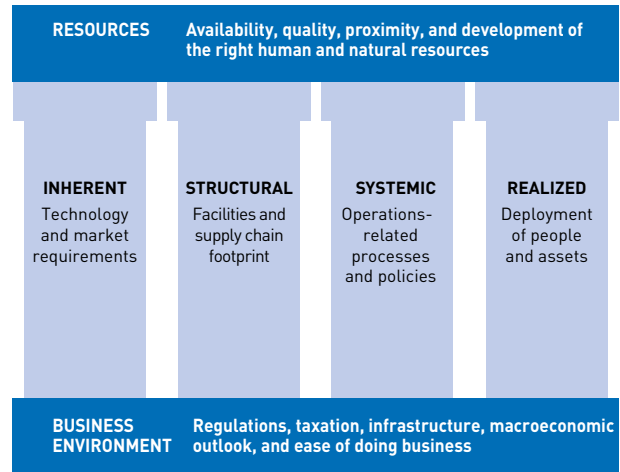 RESOURCES
Availability, quality, proximity, and development of
the right human and natural resources
INHERENT
Technology
and market
requirements
STRUCTURAL
Facilities and
supply chain
footprint
SYSTEMIC
Operations-
related
processes
and policies
REALIZED
Deployment
of people
and assets
BUSINESS
ENVIRONMENT
Regulations, taxation, infrastructure, macroeconomic
outlook, and ease of doing business